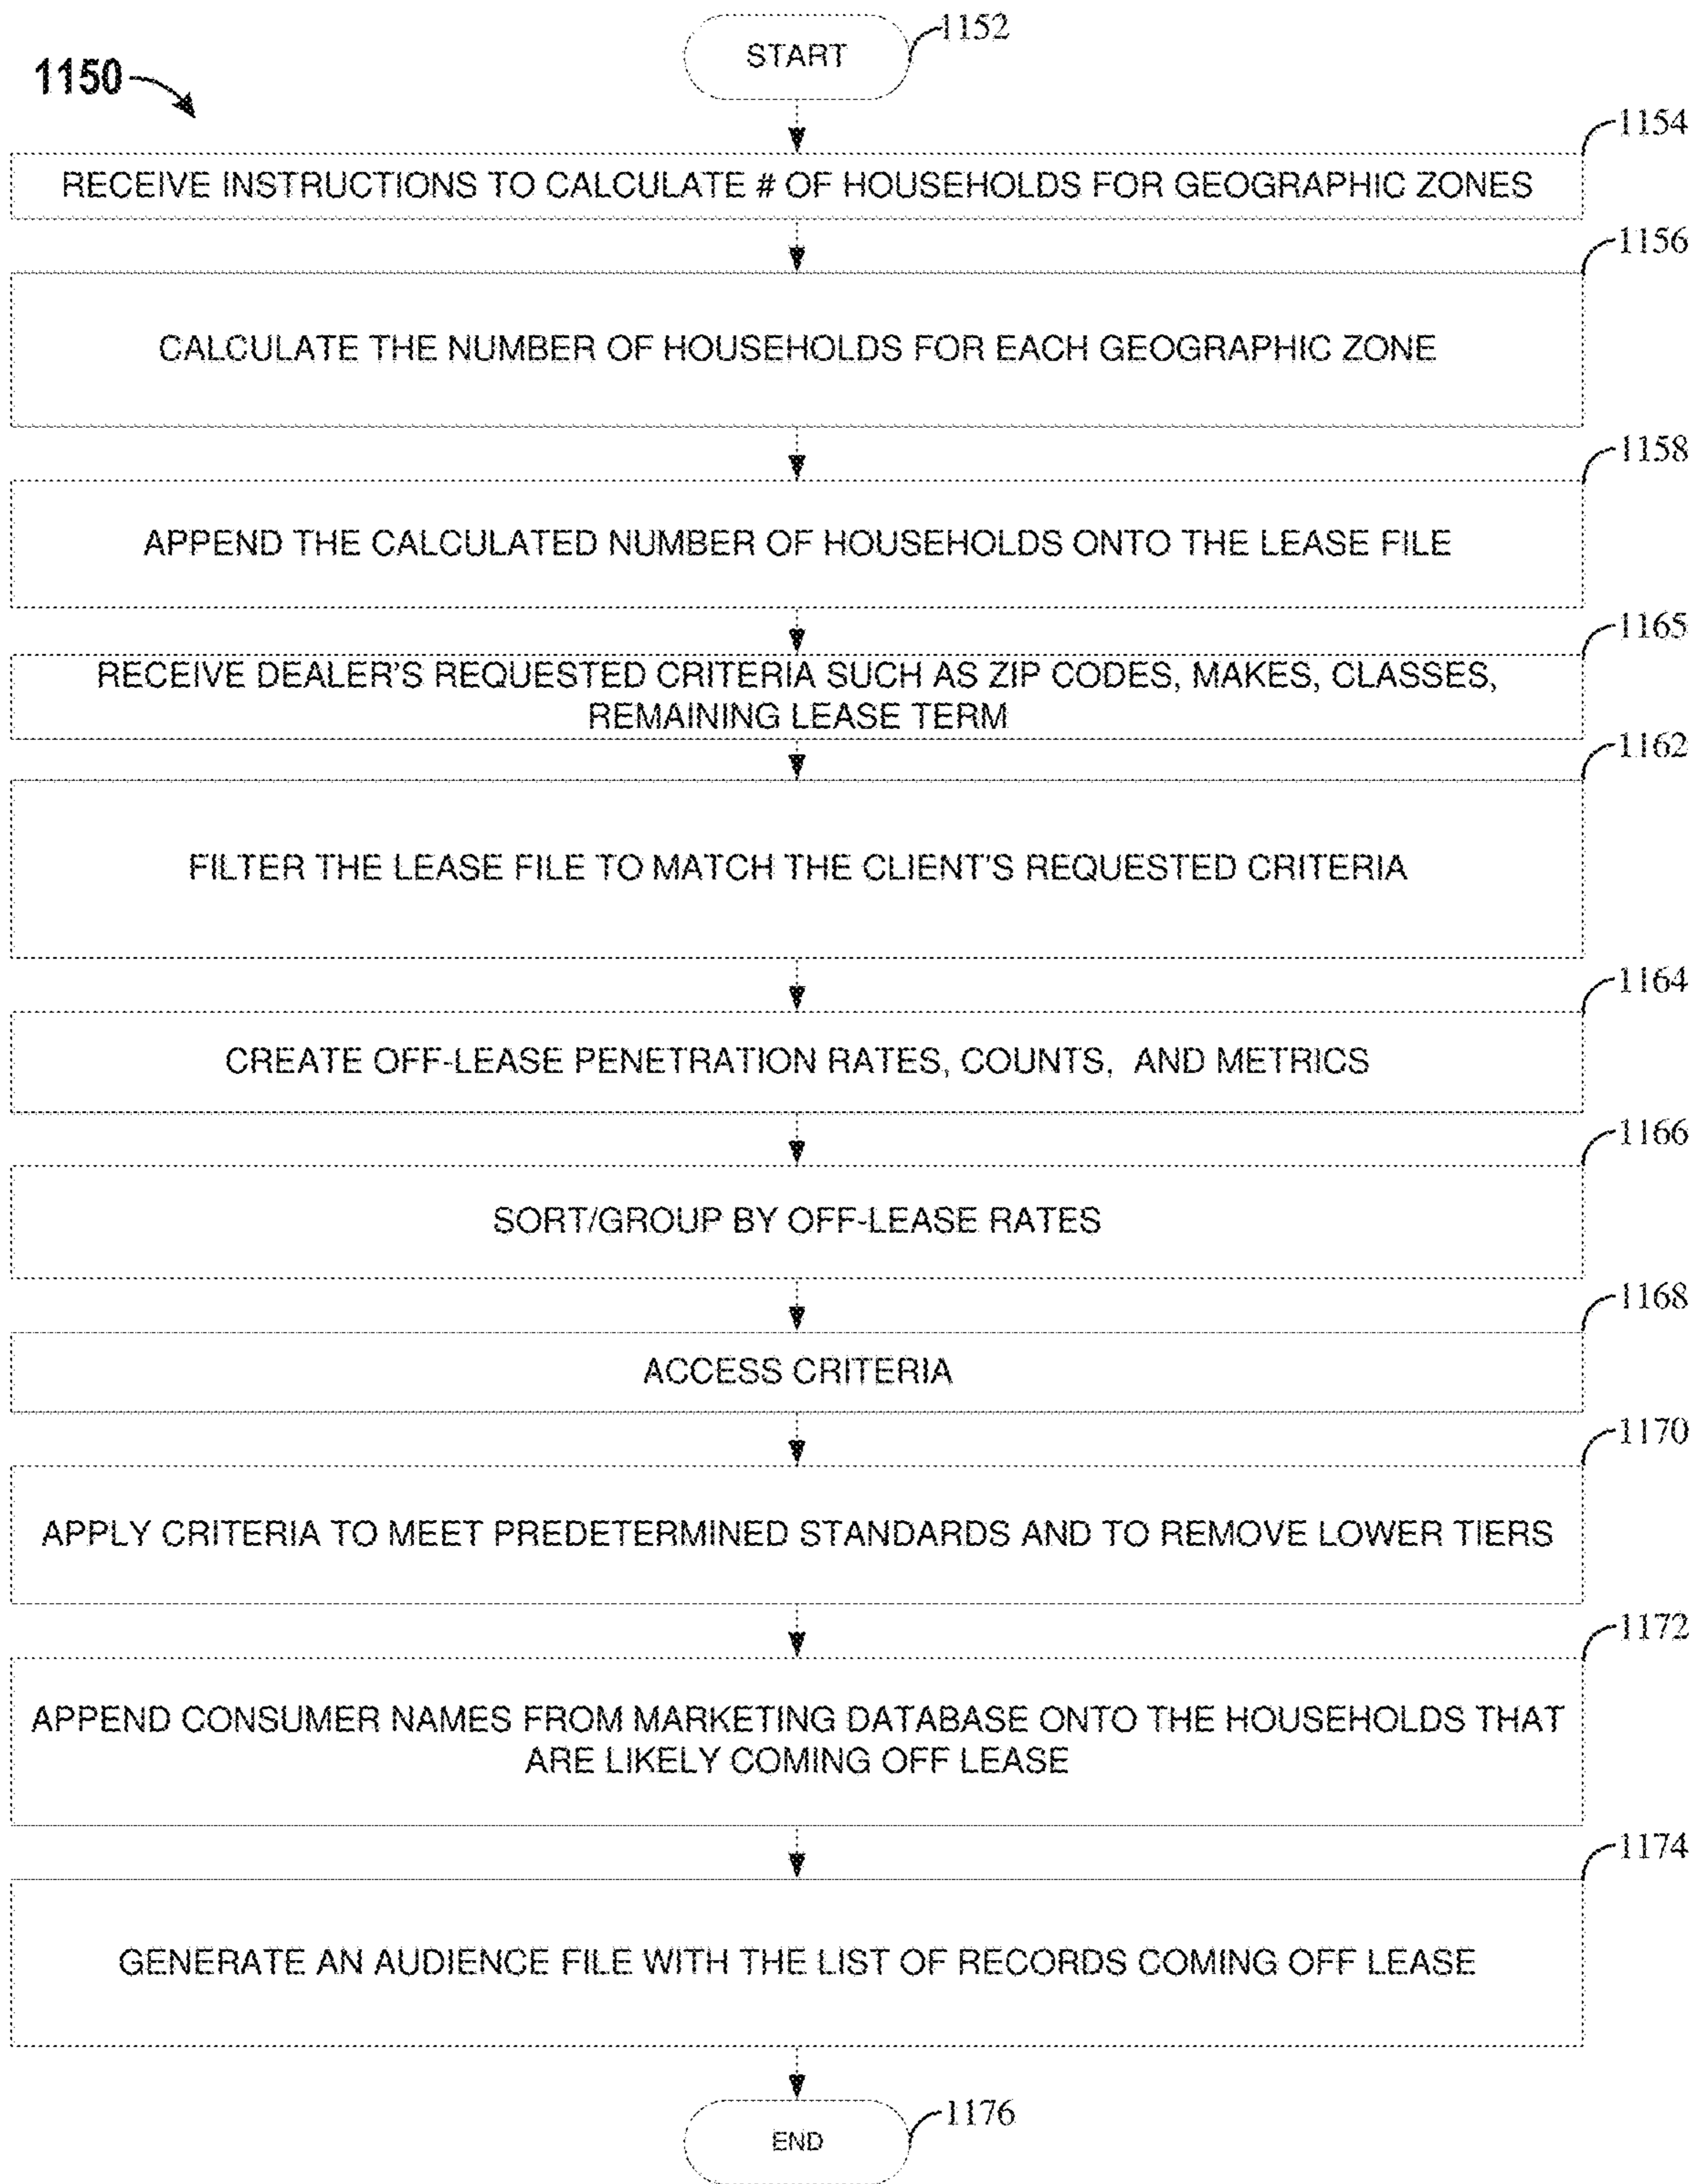 1150
START
1152
1154
RECEIVE INSTRUCTIONS TO CALCULATE # OF HOUSEHOLDS FOR GEOGRAPHIC ZONES
1156
CALCULATE THE NUMBER OF HOUSEHOLDS FOR EACH GEOGRAPHIC ZONE
1158
APPEND THE CALCULATED NUMBER OF HOUSEHOLDS ONTO THE LEASE FILE
1165
RECEIVE DEALER'S REQUESTED CRITERIA SUCH AS ZIP CODES, MAKES, CLASSES,
REMAINING LEASE TERM
1162
FILTER THE LEASE FILE TO MATCH THE CLIENT'S REQUESTED CRITERIA
1164
CREATE OFF-LEASE PENETRATION RATES, COUNTS, AND METRICS
1166
SORT/GROUP BY OFF-LEASE RATES
1168
ACCESS CRITERIA
1170
APPLY CRITERIA TO MEET PREDETERMINED STANDARDS AND TO REMOVE LOWER TIERS
1172
APPEND CONSUMER NAMES FROM MARKETING DATABASE ONTO THE HOUSEHOLDS THAT
ARE LIKELY COMING OFF LEASE
1174
GENERATE AN AUDIENCE FILE WITH THE LIST OF RECORDS COMING OFF LEASE
1176
END